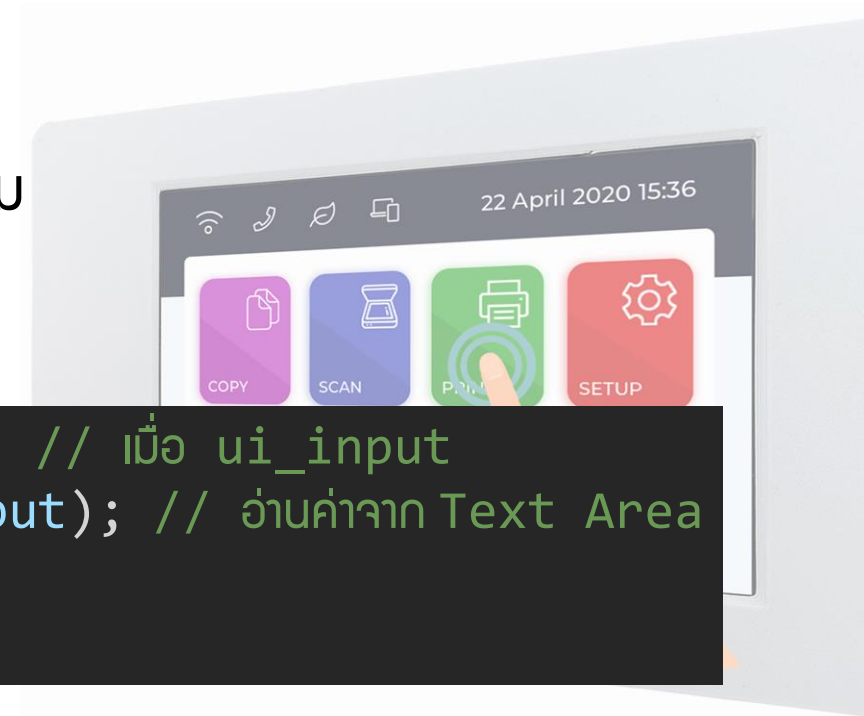 บ
22 April 2020 15:36
COPY
SCAN
SETUP
// เมื่อ ui_input
out); // อ่านค่าจาก Text Area